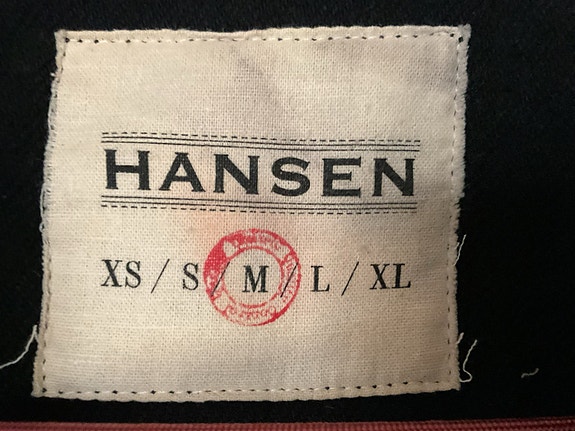 HANSEN
XS / S / M / L / XL